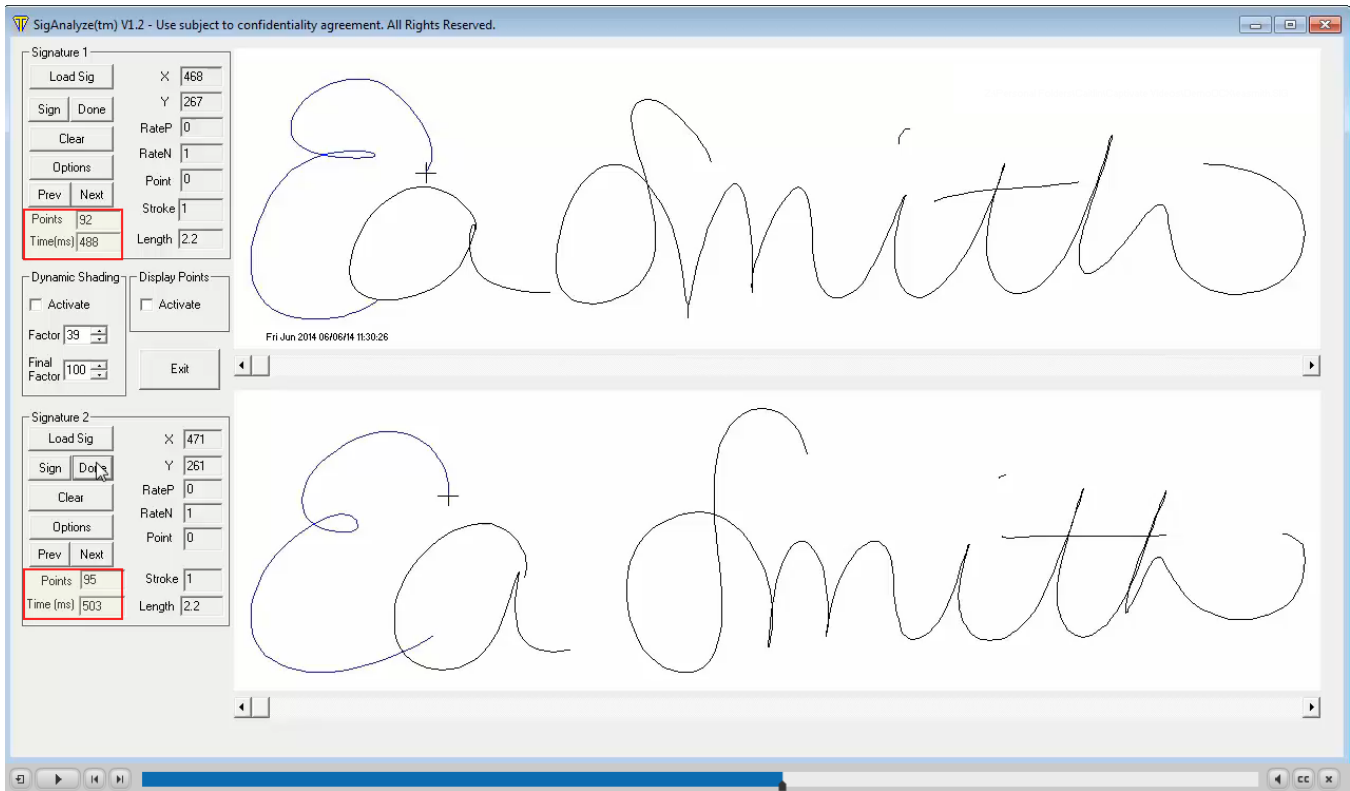 SigAnalyze(tm) V1.2 - Use subject to confidentiality agreement. All Rights Reserved.
Signature 1
Load Sig
X 468
Sign Done
Y 267
Clear
RateP 0
RateN 1
Options
Point 0
Prev Next
Stroke 1
Points 92
Time(ms) 488
Length 2.2
Dynamic Shading
Display Points
Activate
Activate
Factor 39
Final Factor 100
Exit
Fri Jun 2014 06/06/14 11:30:26
Ea Smith
Signature 2
Load Sig
X 471
Sign Done
Y 261
Clear
RateP 0
RateN 1
Options
Point 0
Prev Next
Points 95
Stroke 1
Time (ms) 503
Length 2.2
Ea Smith
CC